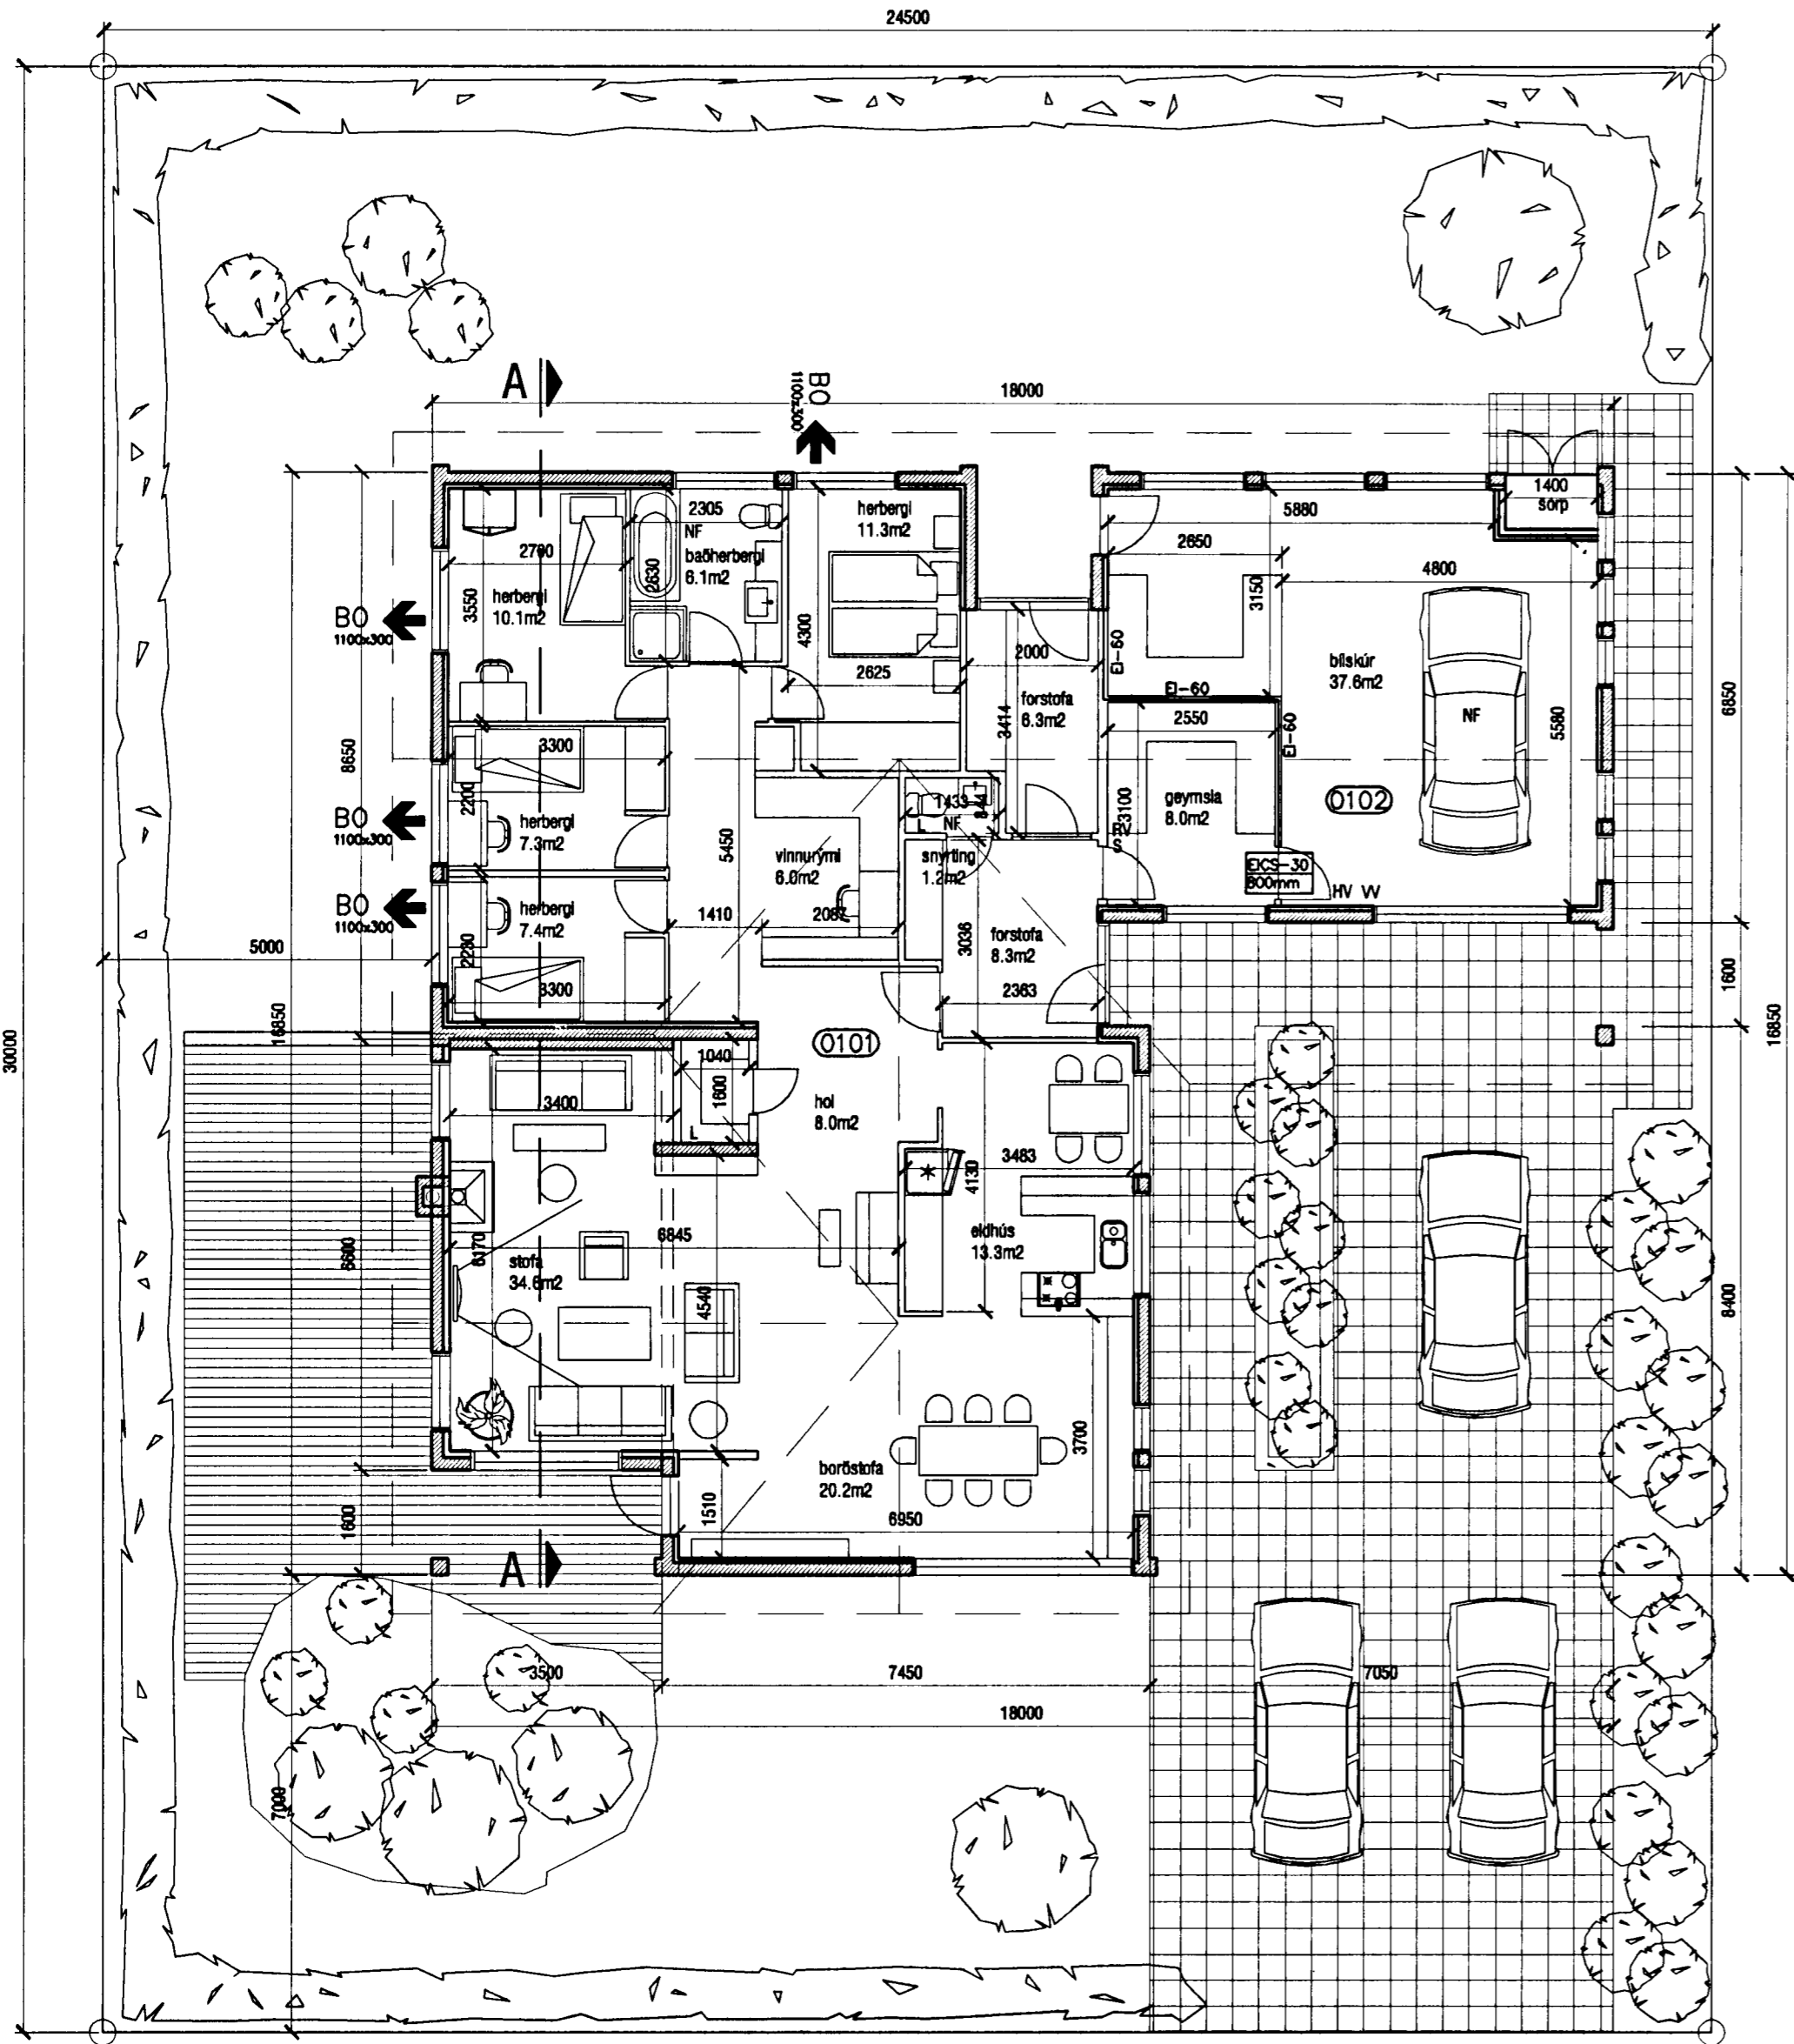 24500
30000
A
BO
1100x300
18000
2305
NF
baðherbergi
6.1m2
herbergi
11.3m2
1400
sorp
5880
2700
2630
2650
4800
3550
herbergi
10.1m2
BO
1100x300
4300
3150
EI-60
2000
2625
bílskúr
37.6m2
6850
EI-60
forstofa
6.3m2
3414
2550
EI-60
NF
5580
3300
8650
2200
BO
1100x300
herbergi
7.3m2
1433
844
L
NF
3100
geymsla
8.0m2
0102
5450
vinnurými
6.0m2
snyrting
1.2m2
RV
S
EICS-30
800mm
HV VV
BO
1100x300
herbergi
7.4m2
1410
2087
5000
2230
3036
forstofa
8.3m2
3300
2363
1600
16850
16850
0101
1040
1600
3400
hol
8.0m2
L
3483
4130
6170
6845
eldhús
13.3m2
6600
stofa
34.6m2
4540
8400
3700
borðstofa
20.2m2
1510
6950
1600
A
3500
7450
7050
18000
7000